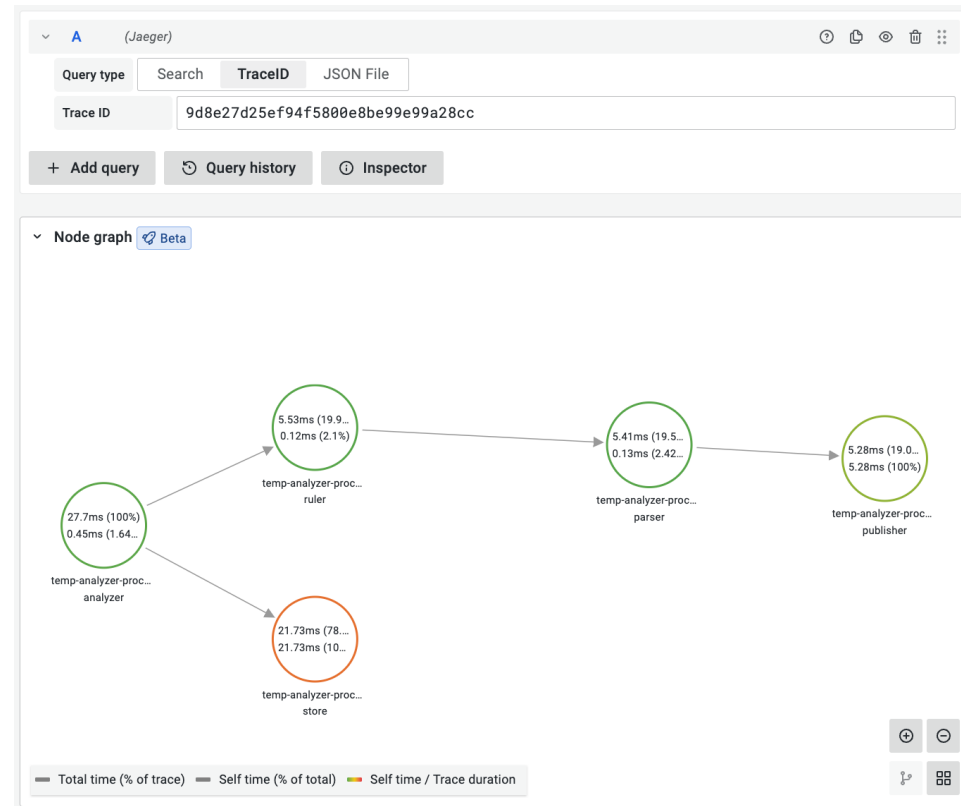 A (Jaeger)
Query type Search TraceID JSON File
Trace ID 9d8e27d25ef94f5800e8be99e99a28cc
+ Add query Query history Inspector
Node graph Beta
5.53ms (19.9...
0.12ms (2.1%)
temp-analyzer-proc...
ruler
5.41ms (19.5...
0.13ms (2.42...
temp-analyzer-proc...
parser
5.28ms (19.0...
5.28ms (100%)
temp-analyzer-proc...
publisher
27.7ms (100%)
0.45ms (1.64...
temp-analyzer-proc...
analyzer
21.73ms (78....
21.73ms (10...
temp-analyzer-proc...
store
Total time (% of trace) Self time (% of total) Self time / Trace duration